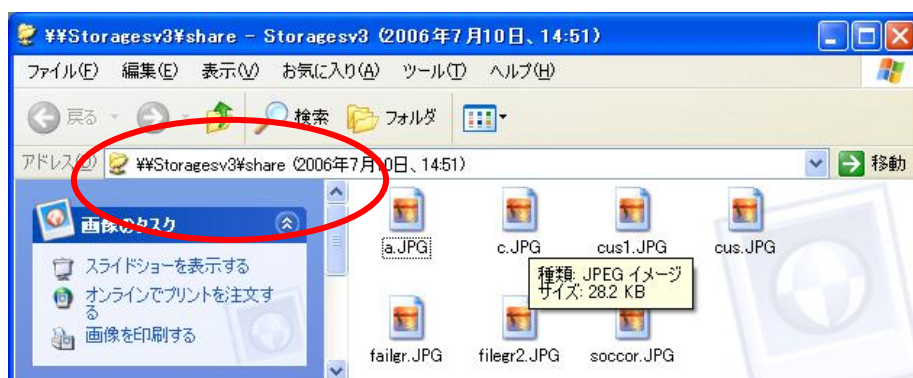 ¥¥Storagesv3¥share - Storagesv3 (2006年7月10日、14:51)
ファイル(F) 編集(E) 表示(V) お気に入り(A) ツール(T) ヘルプ(H)
戻る 検索 フォルダ
アドレス(D) ¥¥Storagesv3¥share (2006年7月10日、14:51) 移動
画像のタスク
スライドショーを表示する
オンラインでプリントを注文す
る
画像を印刷する
a.JPG c.JPG cus1.JPG cus.JPG
種類: JPEG イメージ
サイズ: 28.2 KB
failgr.JPG filegr2.JPG soccor.JPG